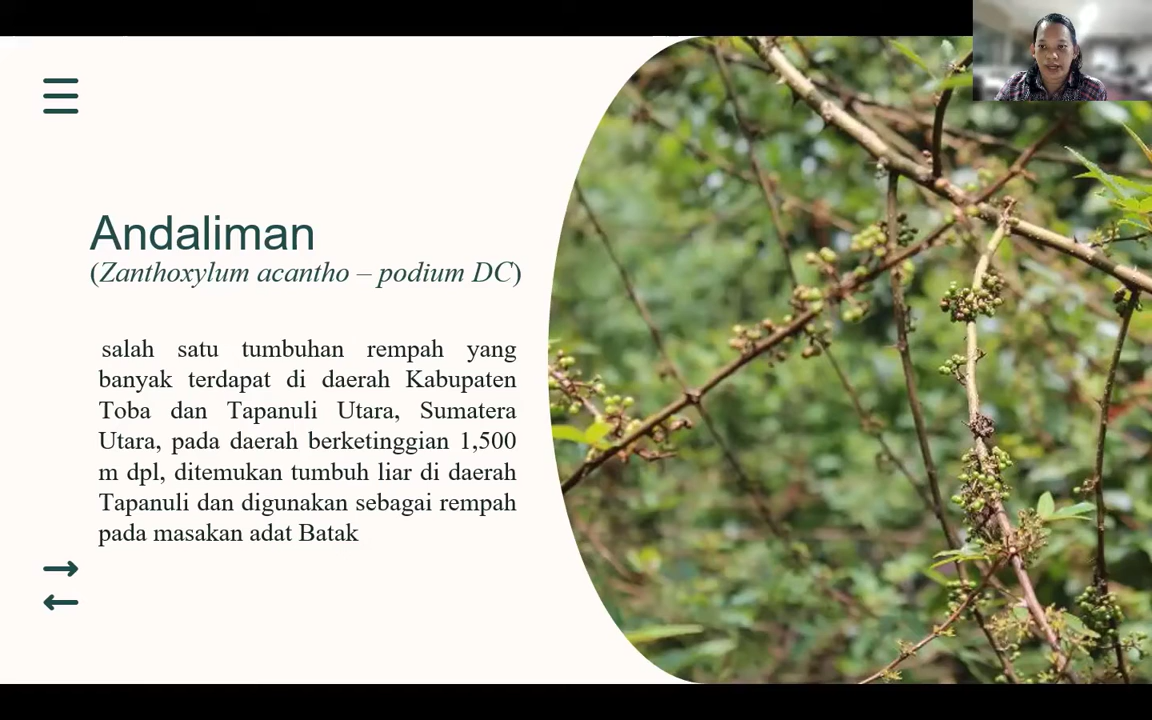 Andaliman
(Zanthoxylum acantho – podium DC)
salah satu tumbuhan rempah yang
banyak terdapat di daerah Kabupaten
Toba dan Tapanuli Utara, Sumatera
Utara, pada daerah berketinggian 1,500
m dpl, ditemukan tumbuh liar di daerah
Tapanuli dan digunakan sebagai rempah
pada masakan adat Batak